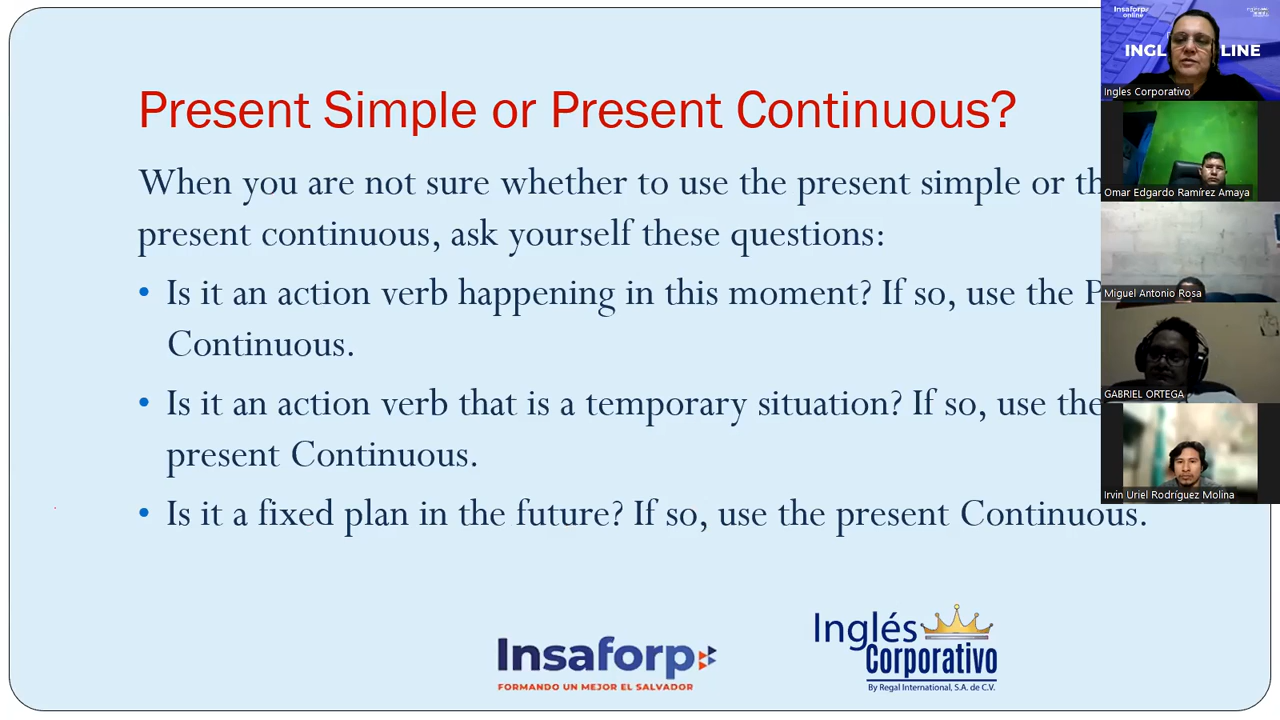 Present Simple or Present Continuous?
When you are not sure whether to use the present simple or
present continuous, ask yourself these questions:
• Is it an action verb happening in this moment? If so, use the
Continuous.
• Is it an action verb that is a temporary situation? If so, use the
present Continuous.
• Is it a fixed plan in the future? If so, use the present Continuous.
Insaforp
FORMANDO UN MEJOR EL SALVADOR
Inglés
Corporativo
By Regal International, S.A. de C.V.
Insaforp
online
INGL LINE
Ingles Corporativo
Omar Edgardo Ramírez Amaya
Miguel Antonio Rosa
GABRIEL ORTEGA
Irvin Uriel Rodríguez Molina